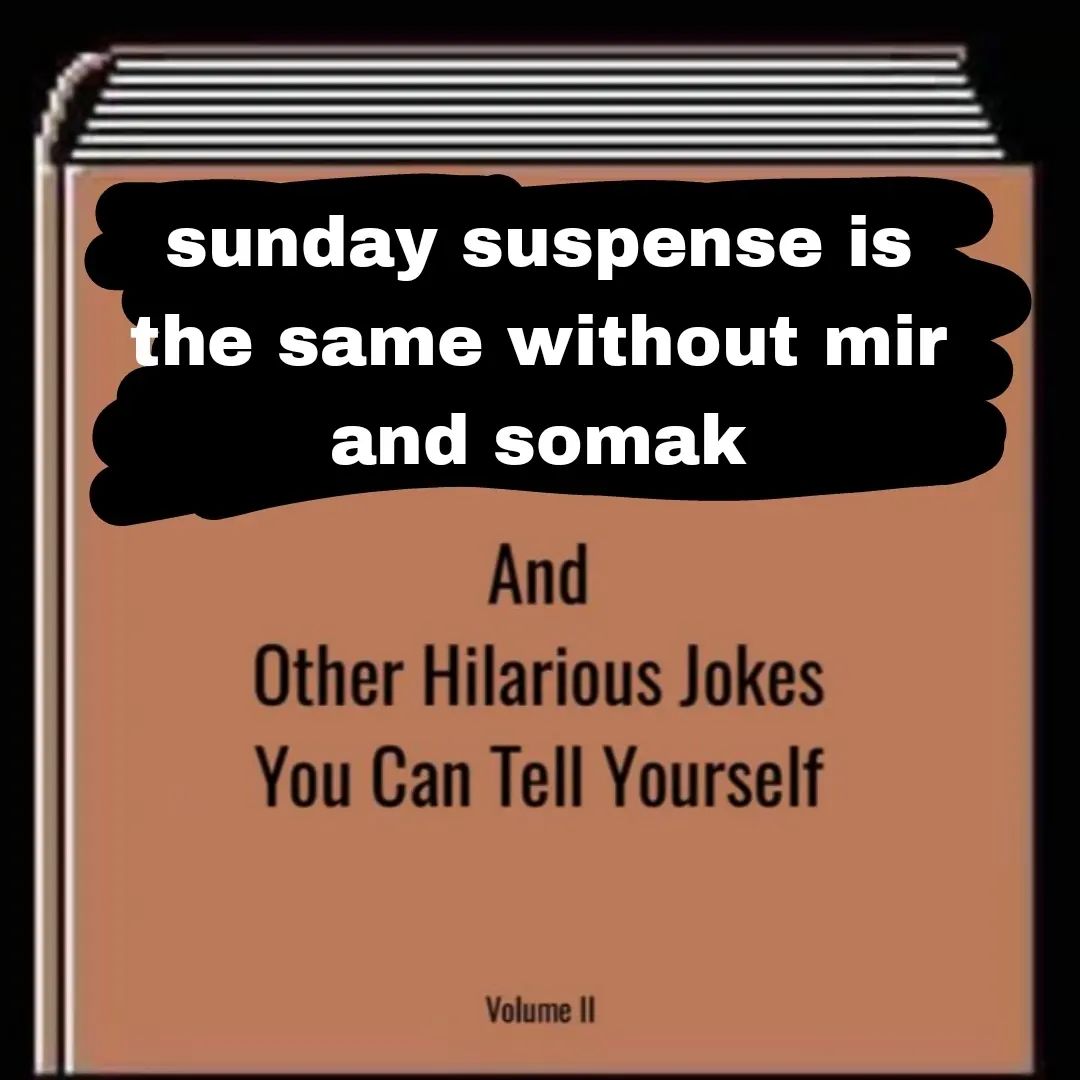 sunday suspense is
the same without mir
and somak
And
Other Hilarious Jokes
You Can Tell Yourself
Volume II